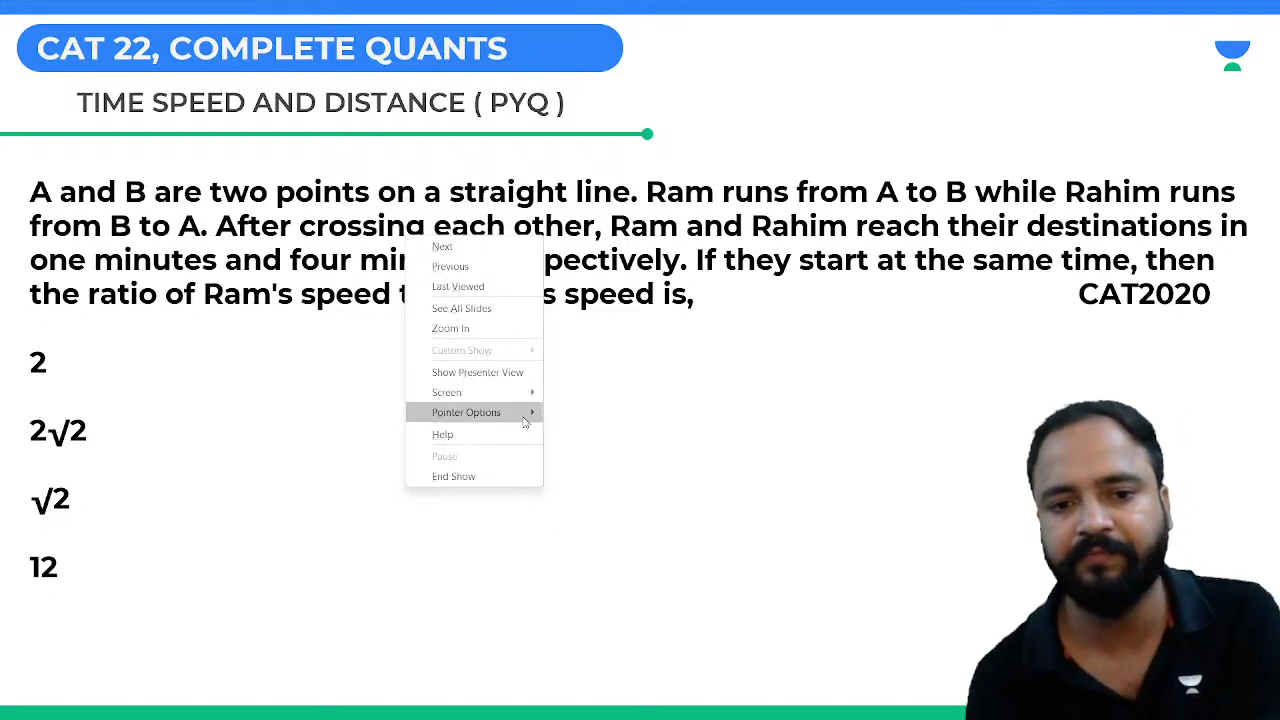 CAT 22, COMPLETE QUANTS
TIME SPEED AND DISTANCE ( PYQ )
A and B are two points on a straight line. Ram runs from A to B while Rahim runs
from B to A. After crossing each other, Ram and Rahim reach their destinations in
one minutes and four pectively. If they start at the same time, then
the ratio of Ram's speed s speed is, CAT2020
Next
Previous
Last Viewed
See All Slides
Zoom In
Custom Show
Show Presenter View
Screen
Pointer Options
Help
Pause
End Show
2
2√2
√2
12